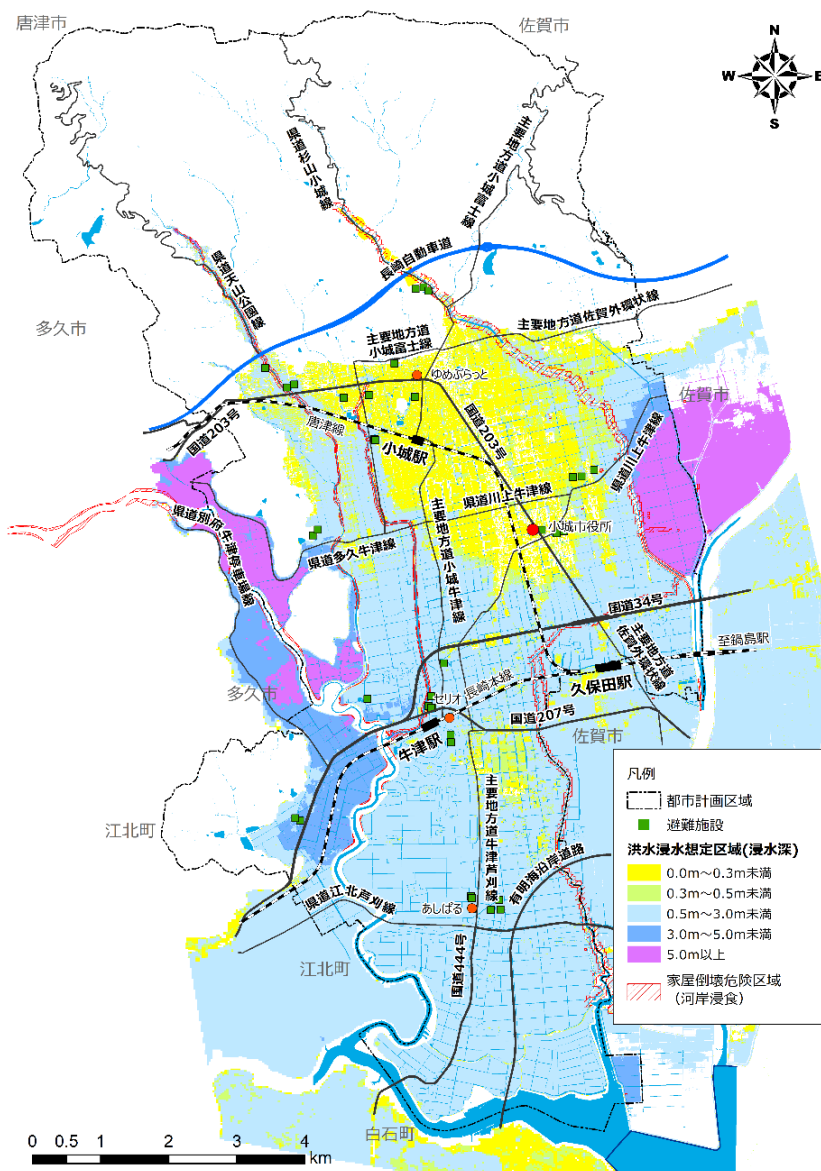 唐津市
佐賀市
N
W
E
S
県道杉山小城線
主要地方道小城富士線
県道天山公園線
長崎自動車道
多久市
主要地方道
小城富士線
主要地方道佐賀外環状線
ゆめぷらっと
佐賀市
国道203号
唐津線
国道203号
小城駅
県道川上牛津線
県道川上牛津線
主要地方道小城牛津線
小城市役所
県道別府牛津停車場線
県道多久牛津線
国道34号
主要地方道
佐賀外環状線
至鍋島駅
長崎本線
久保田駅
多久市
セリオ
国道207号
牛津駅
佐賀市
江北町
主要地方道牛津芦刈線
有明海沿岸道路
県道江北芦刈線
あしぱる
国道444号
江北町
白石町
凡例
都市計画区域
避難施設
洪水浸水想定区域(浸水深)
0.0m～0.3m未満
0.3m～0.5m未満
0.5m～3.0m未満
3.0m～5.0m未満
5.0m以上
家屋倒壊危険区域
（河岸浸食）
0 0.5 1 2 3 4
km